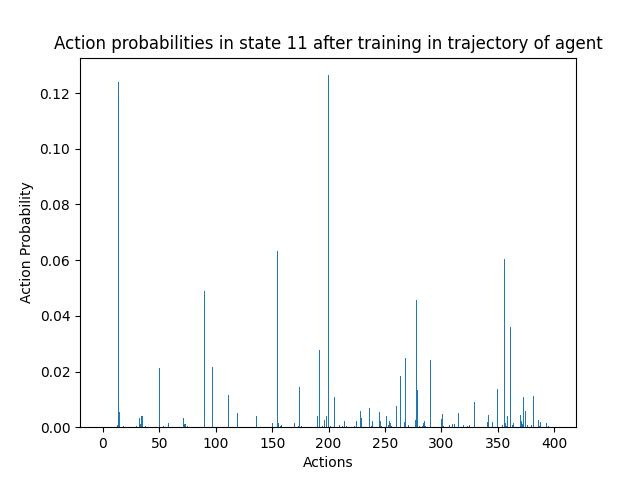 Action probabilities in state 11 after training in trajectory of agent
0.12
0.10
0.08
0.06
0.04
0.02
0.00
Action Probability
0 50 100 150 200 250 300 350 400
Actions